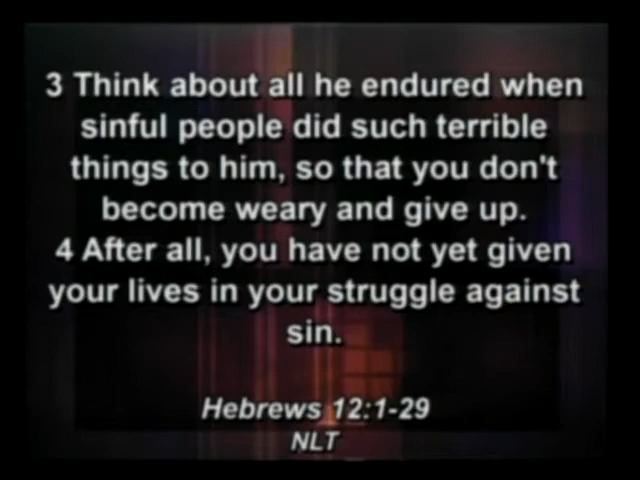 3 Think about all he endured when
sinful people did such terrible
things to him, so that you don't
become weary and give up.
4 After all, you have not yet given
your lives in your struggle against
sin.
Hebrews 12:1-29
NLT